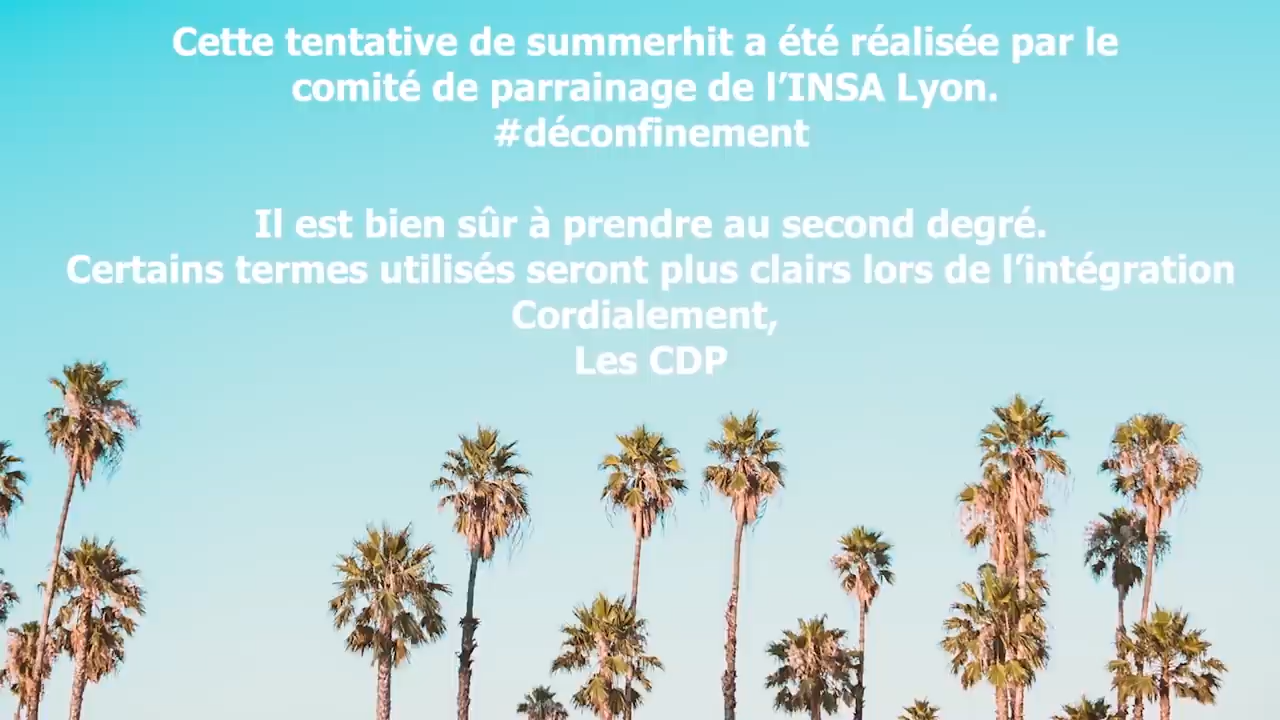 Cette tentative de summerhit a été réalisée par le
comité de parrainage de l’INSA Lyon.
#déconfinement
Il est bien sûr à prendre au second degré.
Certains termes utilisés seront plus clairs lors de l’intégration
Cordialement,
Les CDP